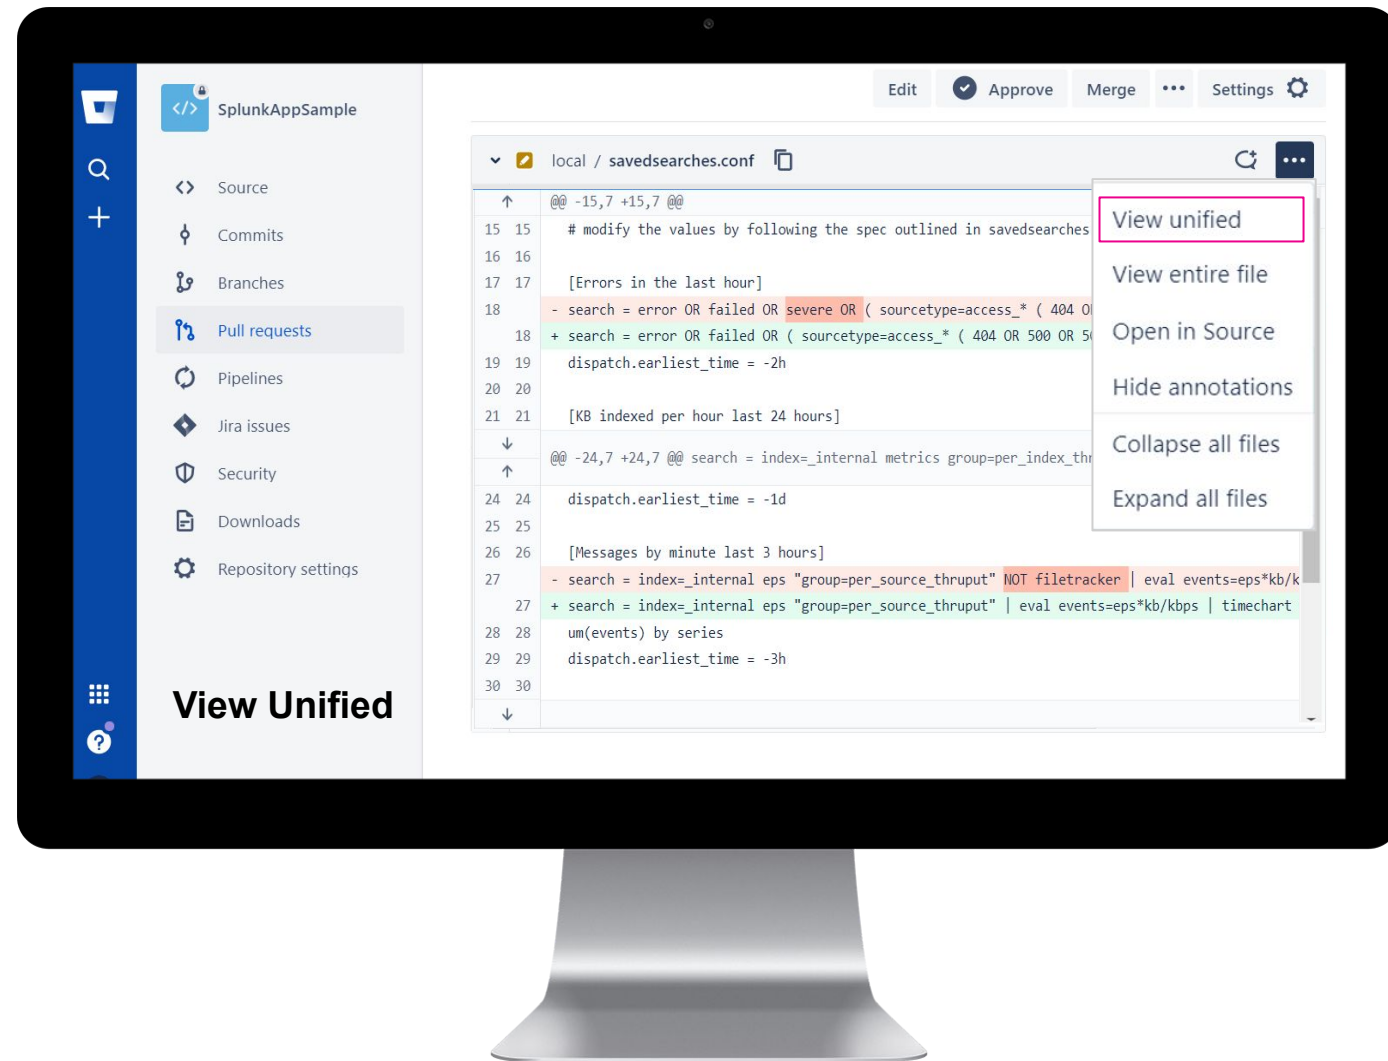 SplunkAppSample
Source
Commits
Branches
Pull requests
Pipelines
Jira issues
Security
Downloads
Repository settings
View Unified
Edit
Approve
Merge
Settings
local / savedsearches.conf
@@ -15,7 +15,7 @@
15 15 # modify the values by following the spec outlined in savedsearches
16 16
17 17 [Errors in the last hour]
18 - search = error OR failed OR severe OR ( sourcetype=access_* ( 404
18 + search = error OR failed OR ( sourcetype=access_* ( 404 OR 500 OR
19 19 dispatch.earliest_time = -2h
20 20
21 21 [KB indexed per hour last 24 hours]
@@ -24,7 +24,7 @@ search = index=_internal metrics group=per_index_thr
24 24 dispatch.earliest_time = -1d
25 25
26 26 [Messages by minute last 3 hours]
27 - search = index=_internal eps "group=per_source_thruput" NOT filetracker | eval events=eps*kb/k
27 + search = index=_internal eps "group=per_source_thruput" | eval events=eps*kb/kbps | timechart
28 28 um(events) by series
29 29 dispatch.earliest_time = -3h
30 30
View unified
View entire file
Open in Source
Hide annotations
Collapse all files
Expand all files